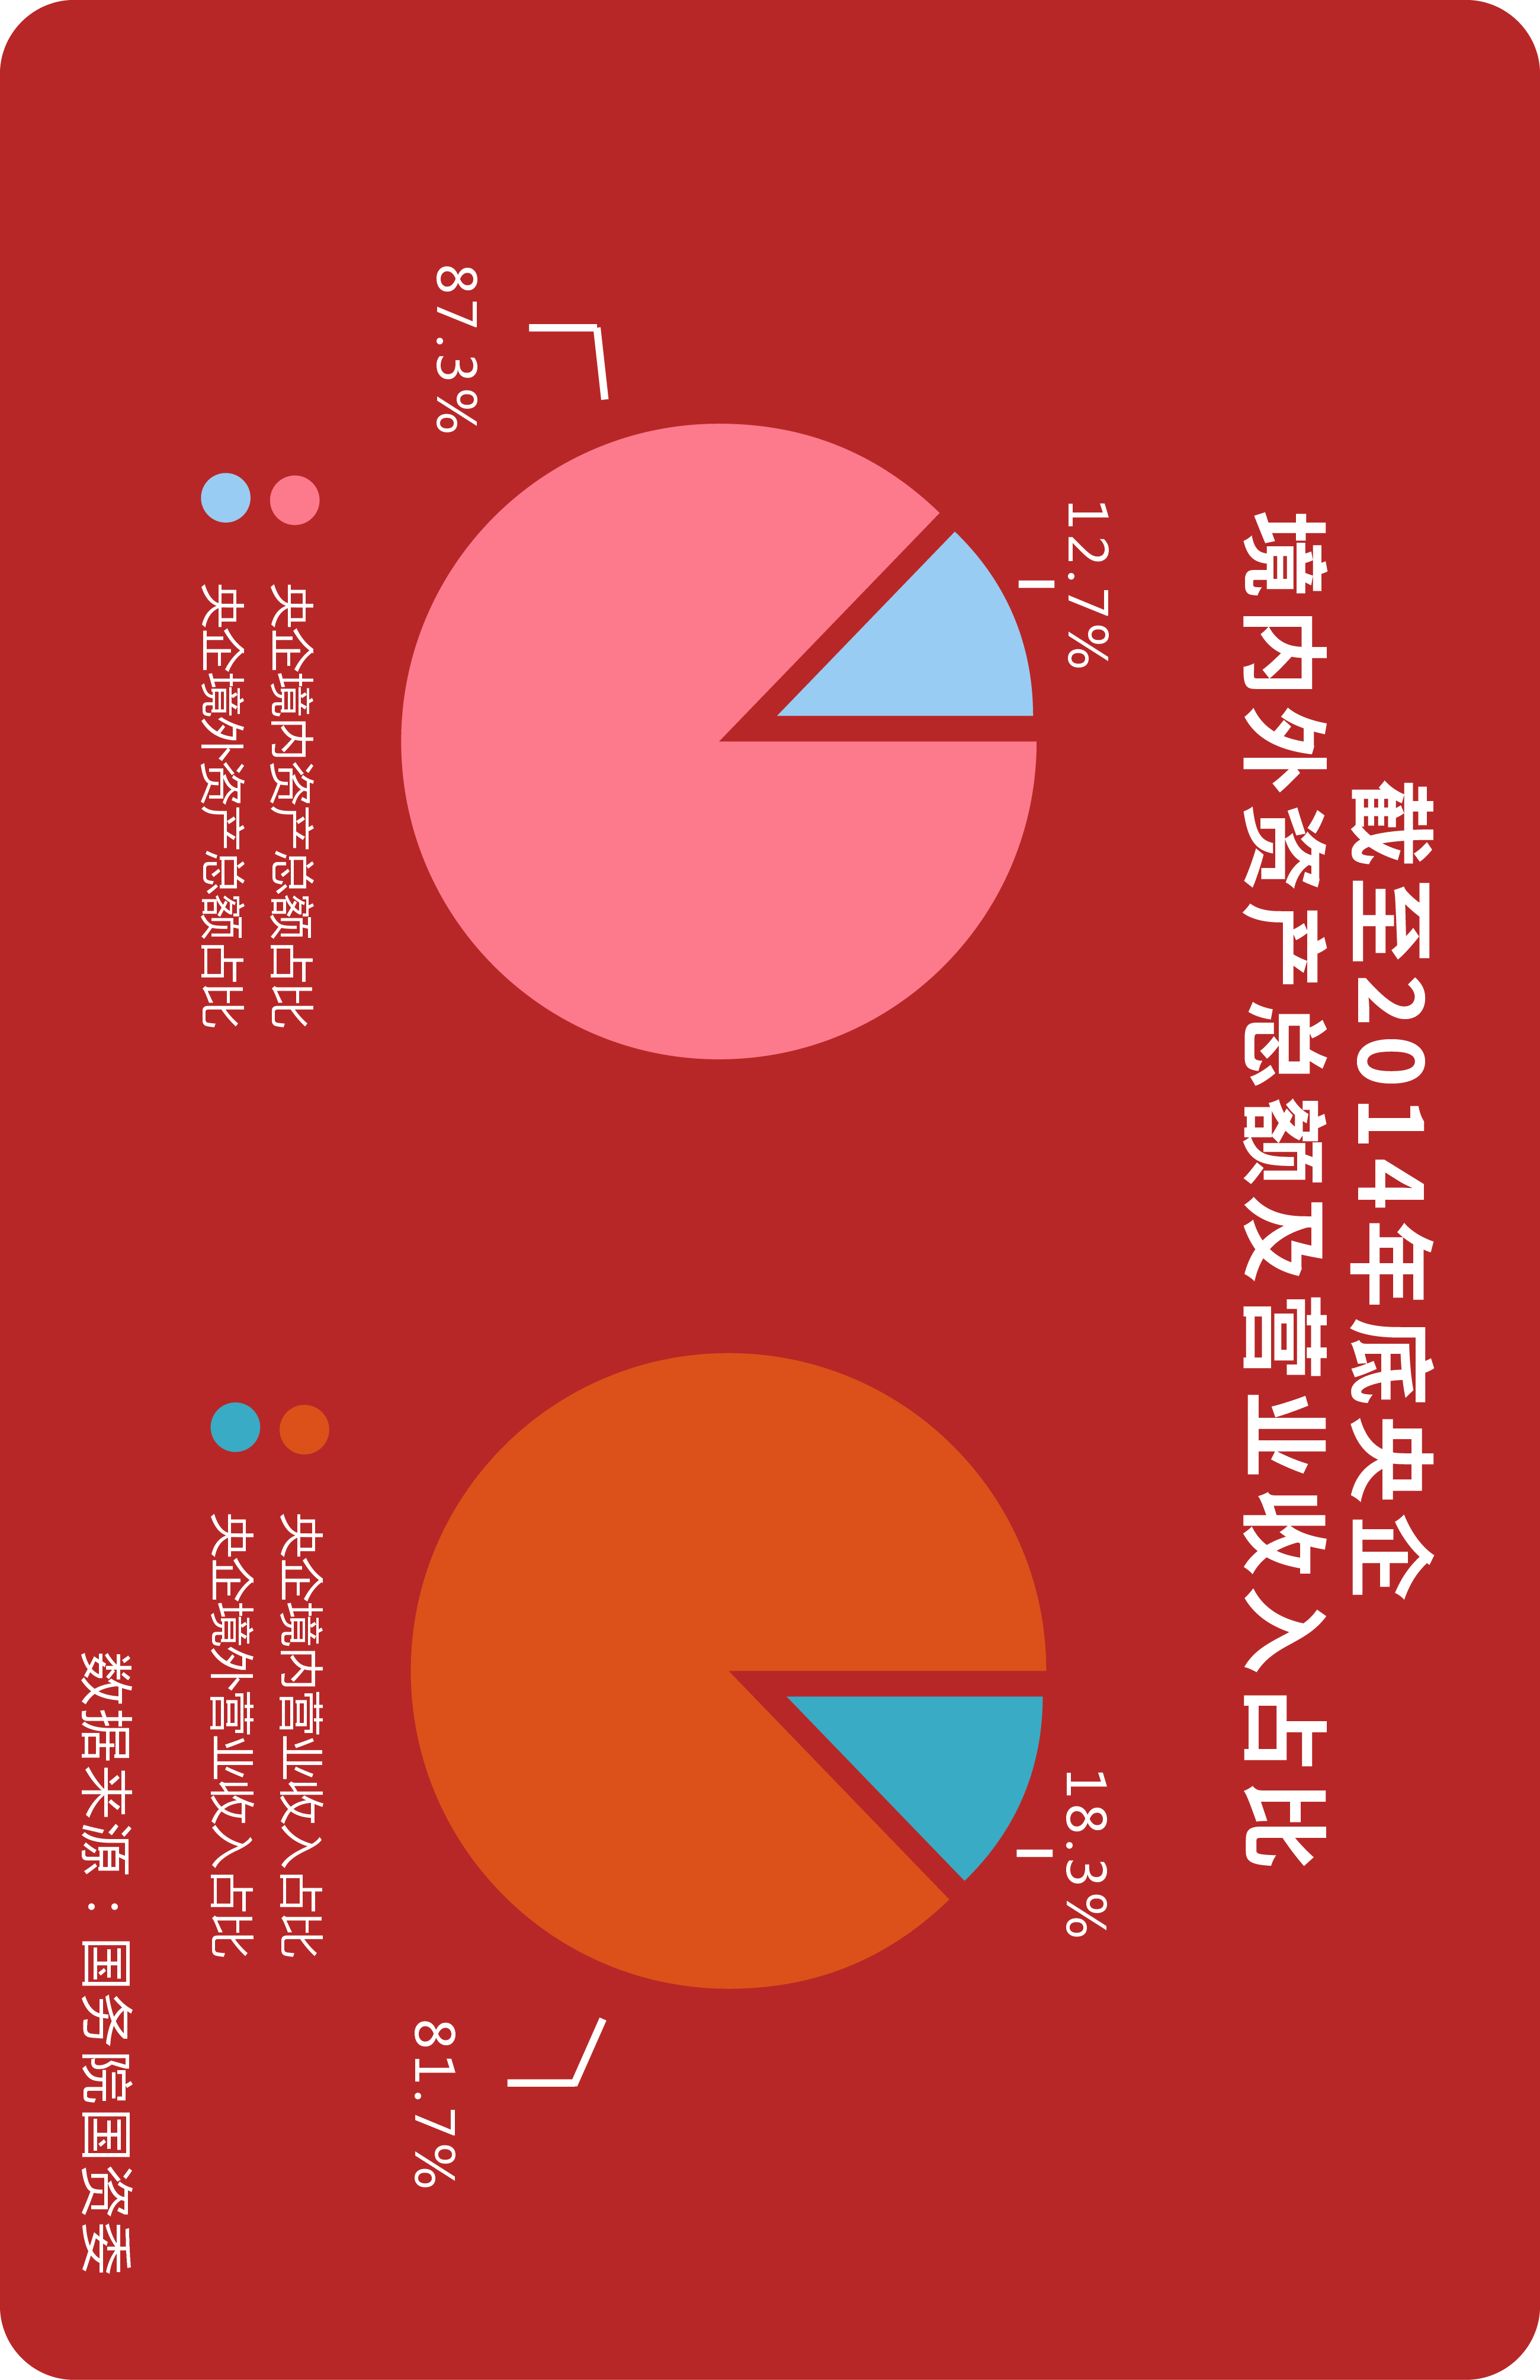 截至2014年底央企
境内外资产总额及营业收入占比
12.7%
87.3%
央企境内资产总额占比
央企境外资产总额占比
18.3%
81.7%
央企境内营业收入占比
央企境外营业收入占比
数据来源：国务院国资委